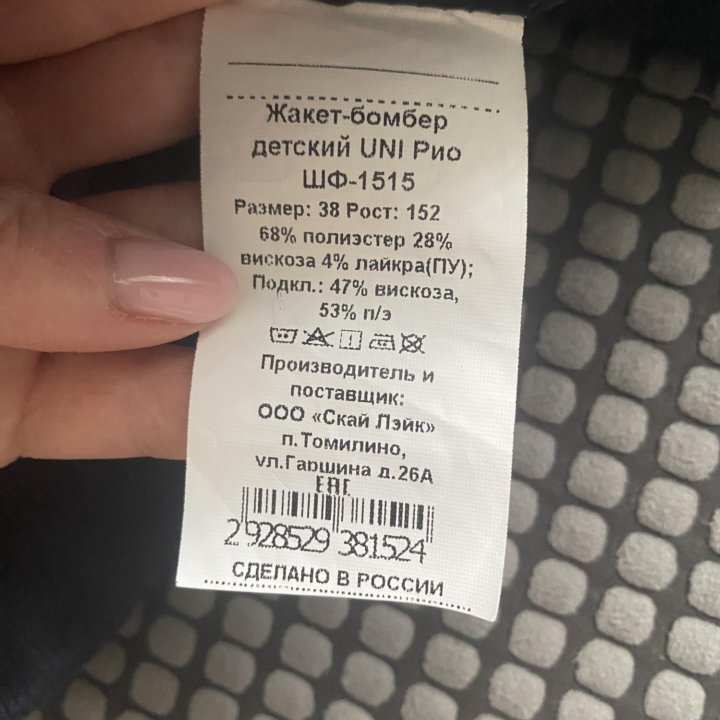 Жакет-бомбер
детский UNI Рио
ШФ-1515
Размер: 38 Рост: 152
68% полиэстер 28%
вискоза 4% лайкра(ПУ);
Подкл.: 47% вискоза,
53% п/э
Производитель и
поставщик:
ООО «Скай Лэйк»
п.Томилино,
ул.Гаршина д.26А
EAC
2 928529 381524
СДЕЛАНО В РОССИИ